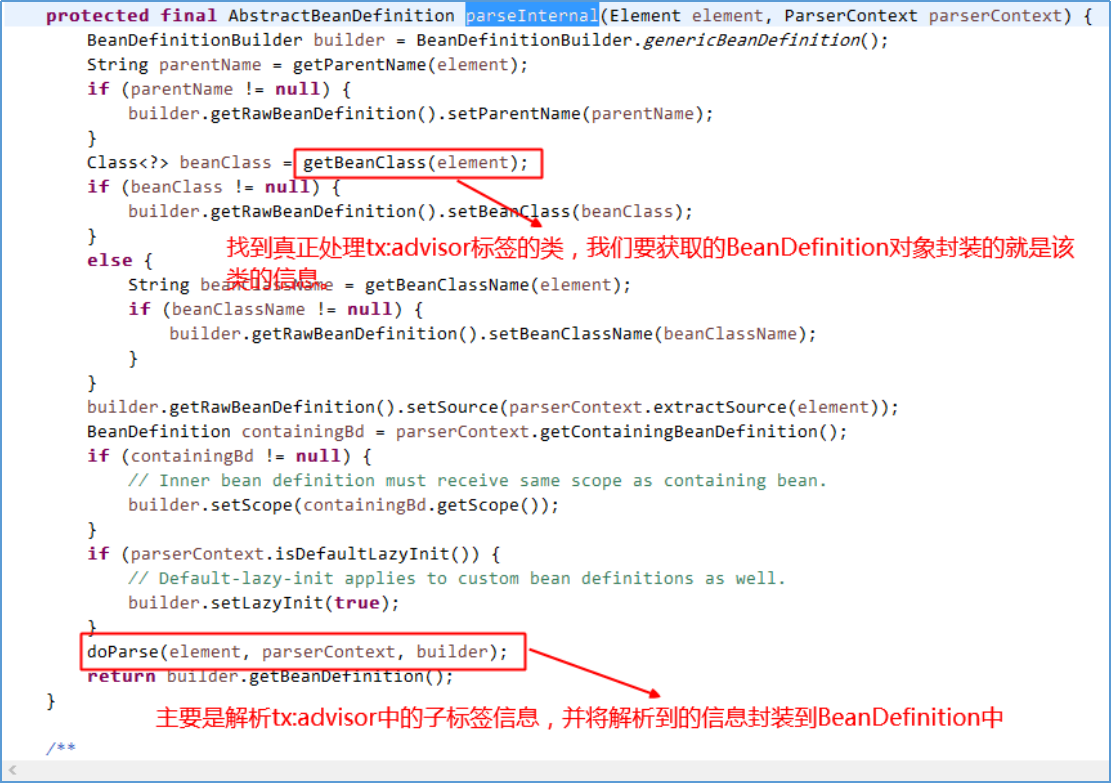 protected final AbstractBeanDefinition parseInternal(Element element, ParserContext parserContext) {
BeanDefinitionBuilder builder = BeanDefinitionBuilder.genericBeanDefinition();
String parentName = getParentName(element);
if (parentName != null) {
builder.getRawBeanDefinition().setParentName(parentName);
}
Class<?> beanClass = getBeanClass(element);
if (beanClass != null) {
builder.getRawBeanDefinition().setBeanClass(beanClass);
}
找到真正处理tx:advisor标签的类，我们要获取的BeanDefinition对象封装的就是该
类的信息。
else {
String beanClassName = getBeanClassName(element);
if (beanClassName != null) {
builder.getRawBeanDefinition().setBeanClassName(beanClassName);
}
}
builder.getRawBeanDefinition().setSource(parserContext.extractSource(element));
BeanDefinition containingBd = parserContext.getContainingBeanDefinition();
if (containingBd != null) {
// Inner bean definition must receive same scope as containing bean.
builder.setScope(containingBd.getScope());
}
if (parserContext.isDefaultLazyInit()) {
// Default-lazy-init applies to custom bean definitions as well.
builder.setLazyInit(true);
}
doParse(element, parserContext, builder);
return builder.getBeanDefinition();
}
主要是解析tx:advisor中的子标签信息，并将解析到的信息封装到BeanDefinition中
/**